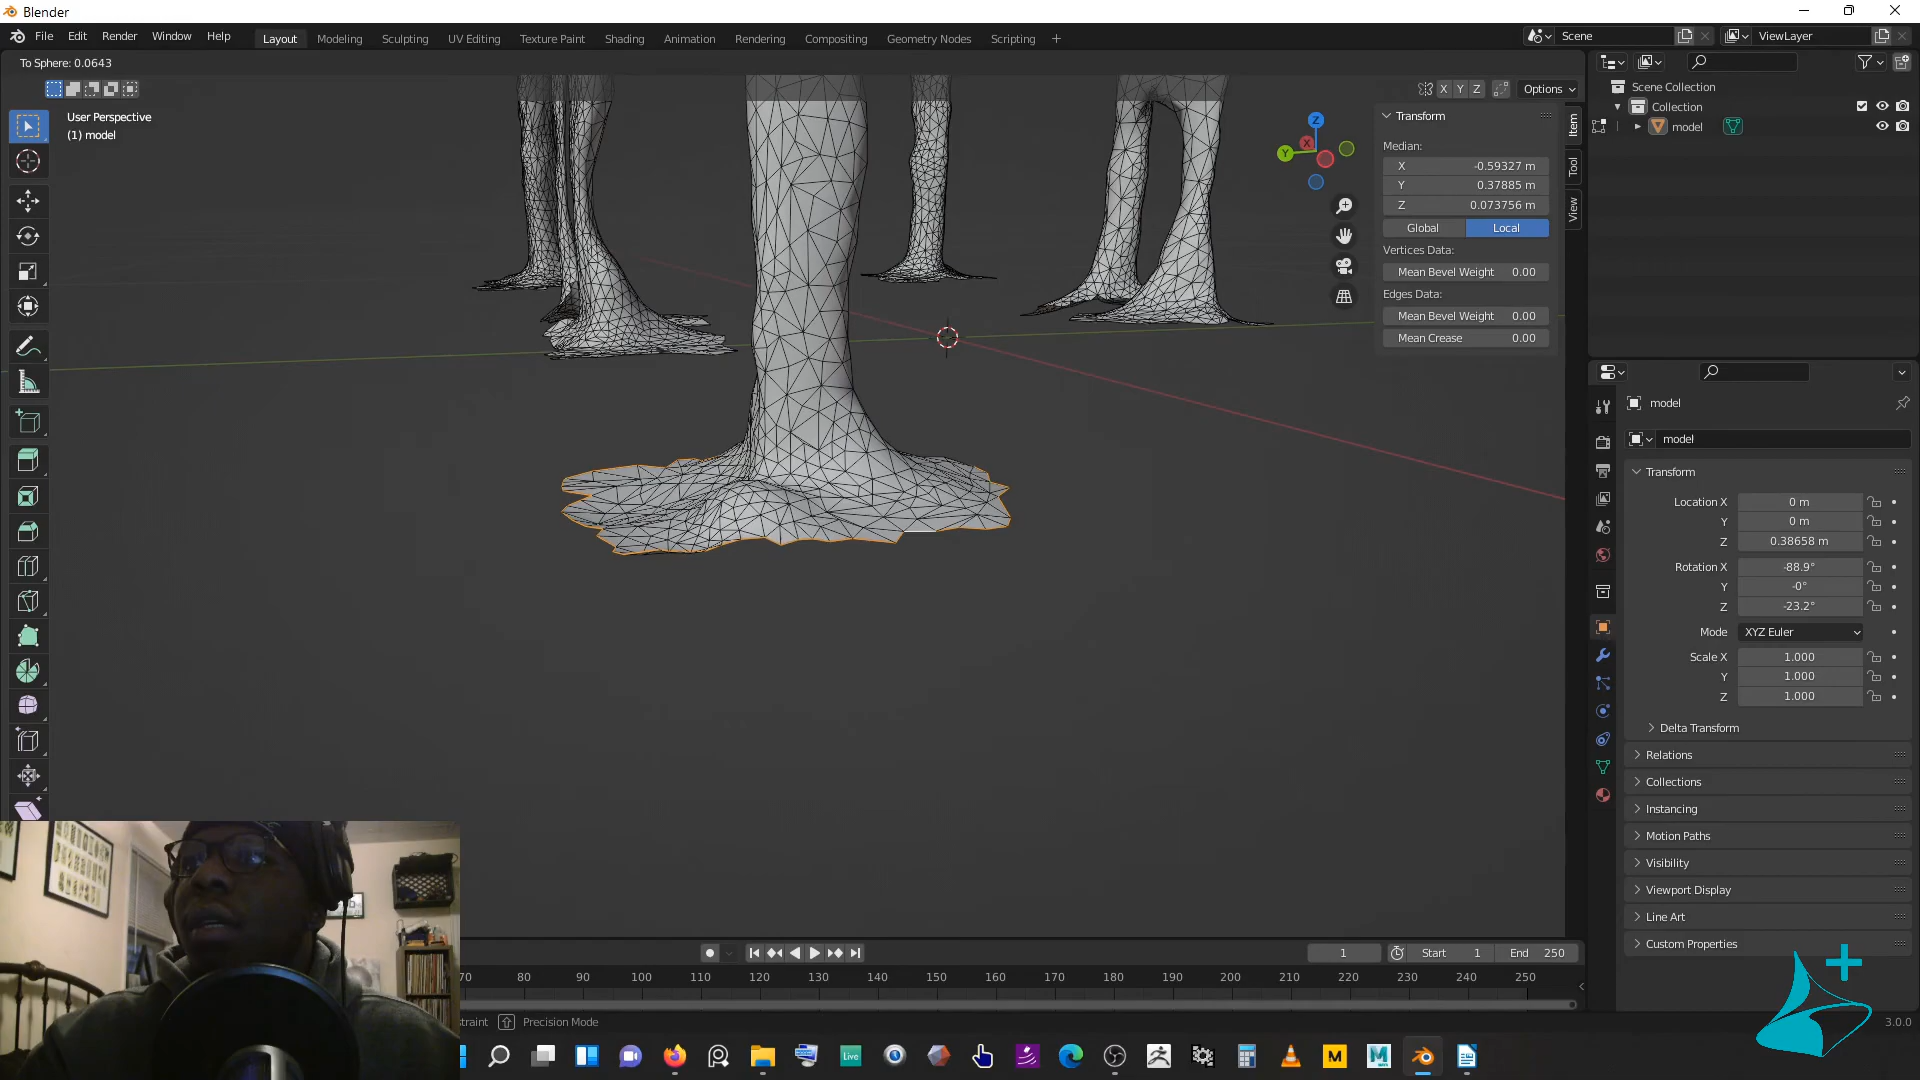 Blender
File Edit Render Window Help
Layout Modeling Sculpting UV Editing Texture Paint Shading Animation Rendering Compositing Geometry Nodes Scripting +
Scene
ViewLayer
To Sphere: 0.0643
X Y Z
Options
User Perspective
(1) model
Z
X
Y
Transform
Median:
X -0.59327 m
Y 0.37885 m
Z 0.073756 m
Global Local
Vertices Data:
Mean Bevel Weight 0.00
Edges Data:
Mean Bevel Weight 0.00
Mean Crease 0.00
Item
Tool
View
Scene Collection
Collection
model
model
model
Transform
Location X 0 m
Y 0 m
Z 0.38658 m
Rotation X -88.9°
Y -0°
Z -23.2°
Mode XYZ Euler
Scale X 1.000
Y 1.000
Z 1.000
Delta Transform
Relations
Collections
Instancing
Motion Paths
Visibility
Viewport Display
Line Art
Custom Properties
1
Start 1
End 250
70 80 90 100 110 120 130 140 150 160 170 180 190 200 210 220 230 240 250
straint Precision Mode
3.0.0
Live
M
M